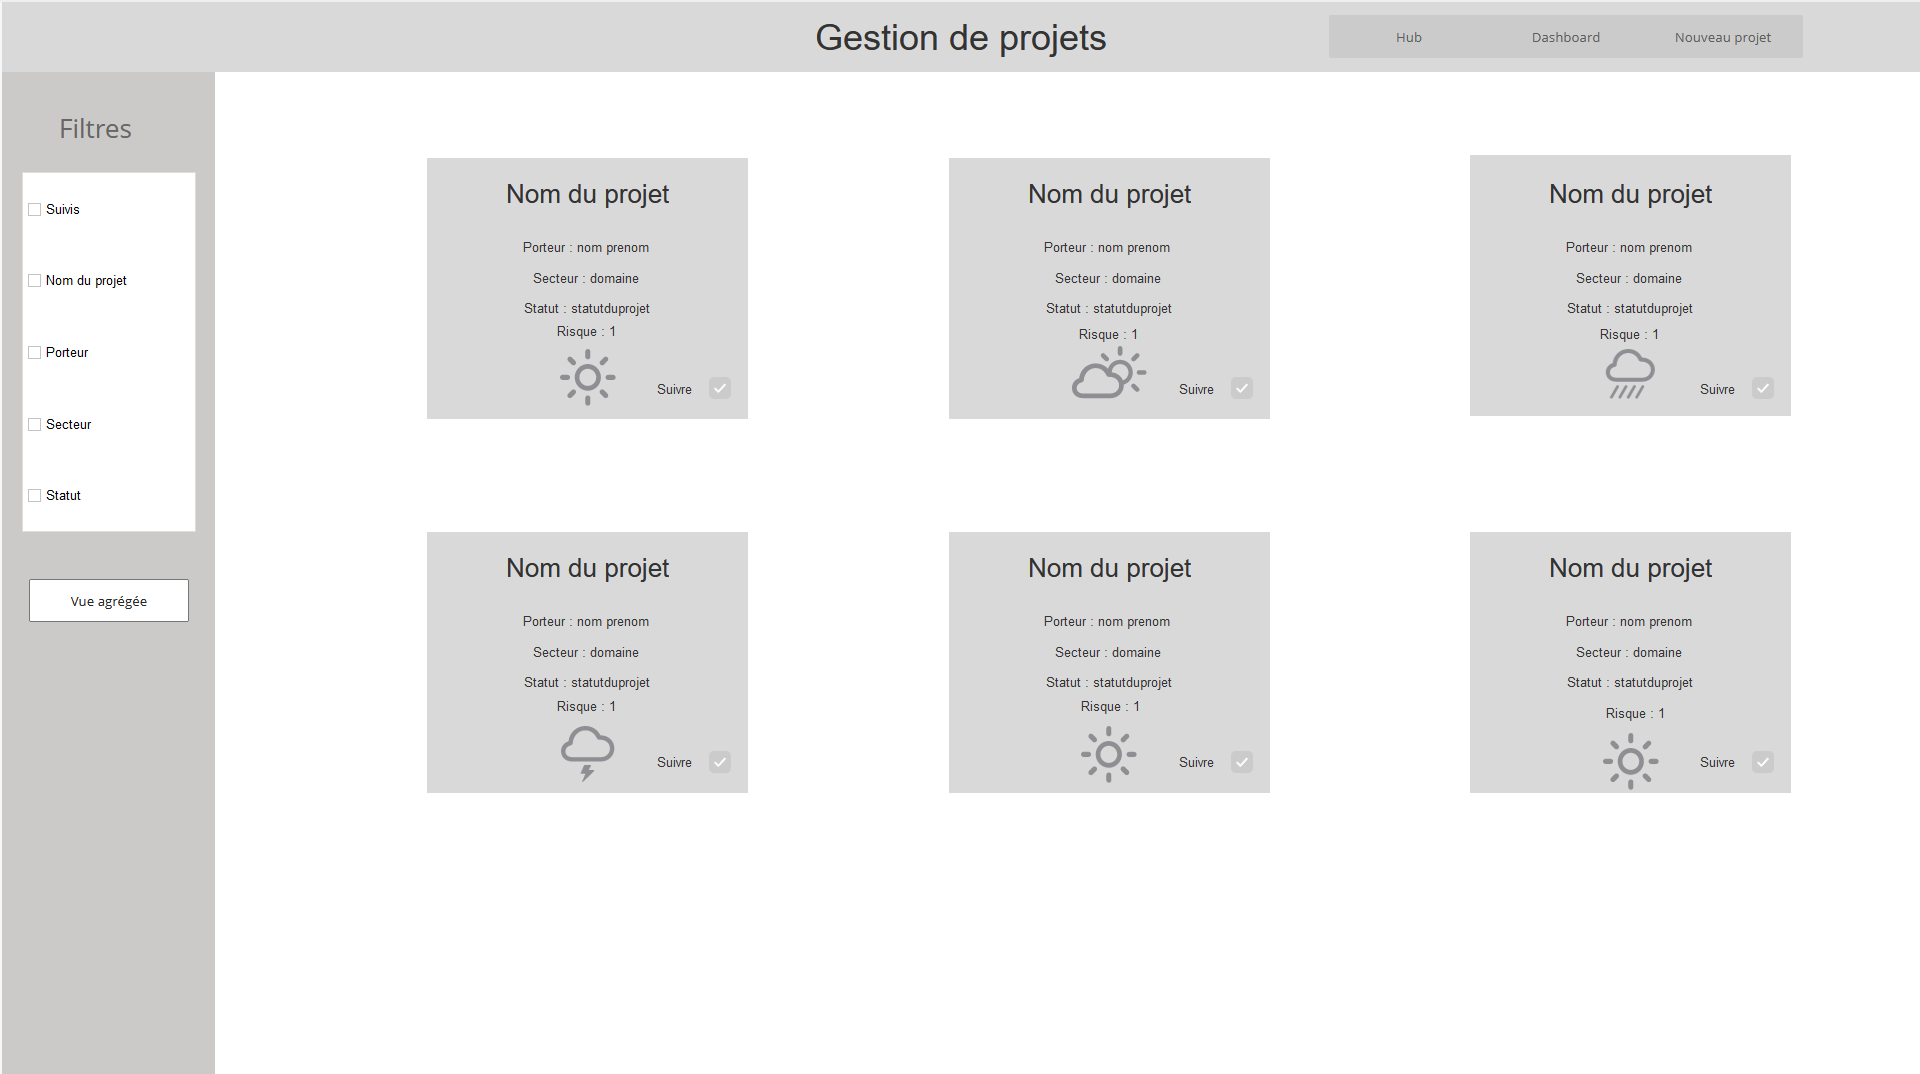 Gestion de projets
Hub
Dashboard
Nouveau projet
Filtres
Suivis
Nom du projet
Porteur
Secteur
Statut
Vue agrégée
Nom du projet
Porteur : nom prenom
Secteur : domaine
Statut : statutduprojet
Risque : 1
Suivre
Nom du projet
Porteur : nom prenom
Secteur : domaine
Statut : statutduprojet
Risque : 1
Suivre
Nom du projet
Porteur : nom prenom
Secteur : domaine
Statut : statutduprojet
Risque : 1
Suivre
Nom du projet
Porteur : nom prenom
Secteur : domaine
Statut : statutduprojet
Risque : 1
Suivre
Nom du projet
Porteur : nom prenom
Secteur : domaine
Statut : statutduprojet
Risque : 1
Suivre
Nom du projet
Porteur : nom prenom
Secteur : domaine
Statut : statutduprojet
Risque : 1
Suivre